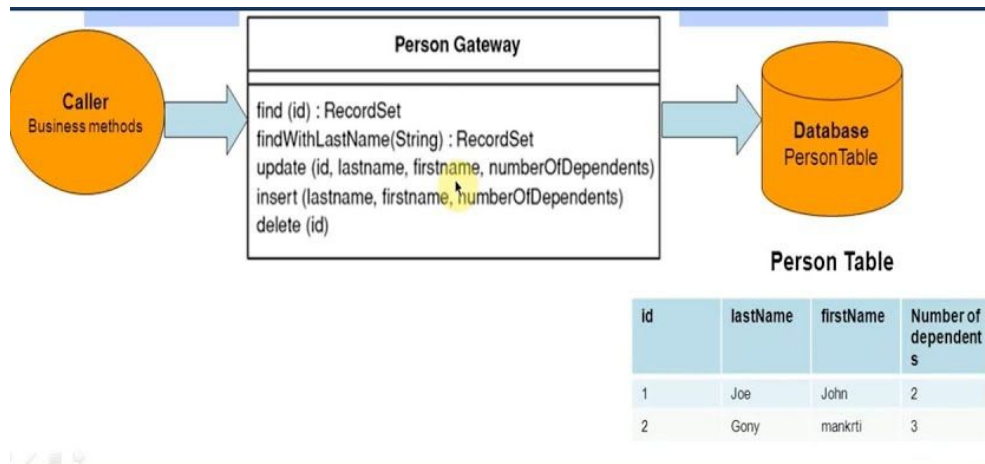 Person Gateway
Caller
Business methods
find (id) : RecordSet
findWithLastName(String) : RecordSet
update (id, lastname, firstname, numberOfDependents)
insert (lastname, firstname, numberOfDependents)
delete (id)
Database
PersonTable
Person Table
id lastName firstName Number of
dependent
s
1 Joe John 2
2 Gony mankrti 3